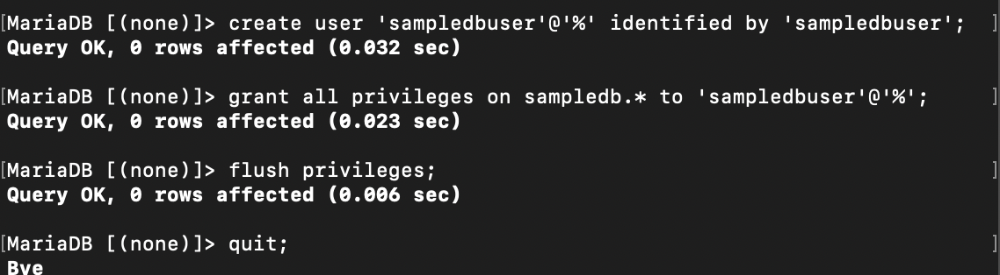 [MariaDB [(none)]> create user 'sampledbuser'@'%' identified by 'sampledbuser'; ]
Query OK, 0 rows affected (0.032 sec)
[MariaDB [(none)]> grant all privileges on sampledb.* to 'sampledbuser'@'%'; ]
Query OK, 0 rows affected (0.023 sec)
[MariaDB [(none)]> flush privileges; ]
Query OK, 0 rows affected (0.006 sec)
[MariaDB [(none)]> quit; ]
Bye